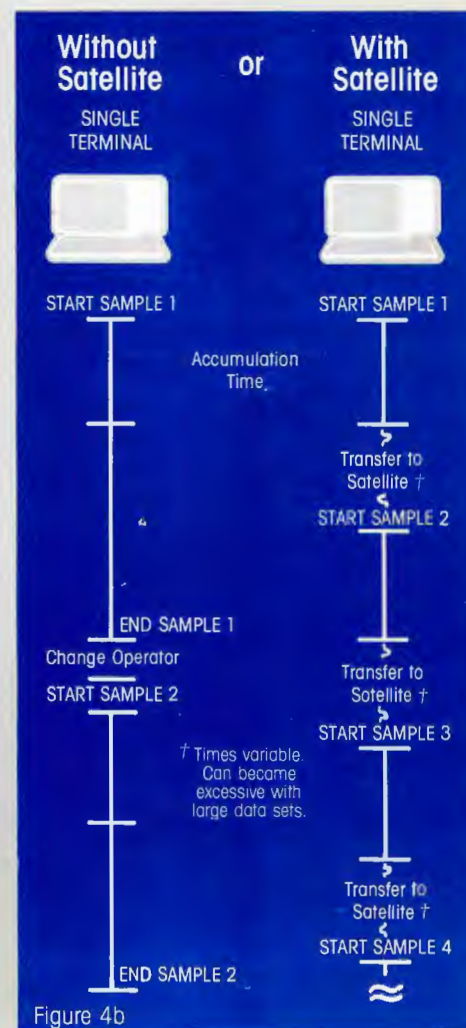 Without
Satellite
or
With
Satellite
SINGLE
TERMINAL
SINGLE
TERMINAL
START SAMPLE 1
END SAMPLE 1
Change Operator
START SAMPLE 2
END SAMPLE 2
Accumulation
Time.
† Times variable.
Can become
excessive with
large data sets.
START SAMPLE 1
Transfer to
Satellite †
START SAMPLE 2
Transfer to
Satellite †
START SAMPLE 3
Transfer to
Satellite †
START SAMPLE 4
Figure 4b